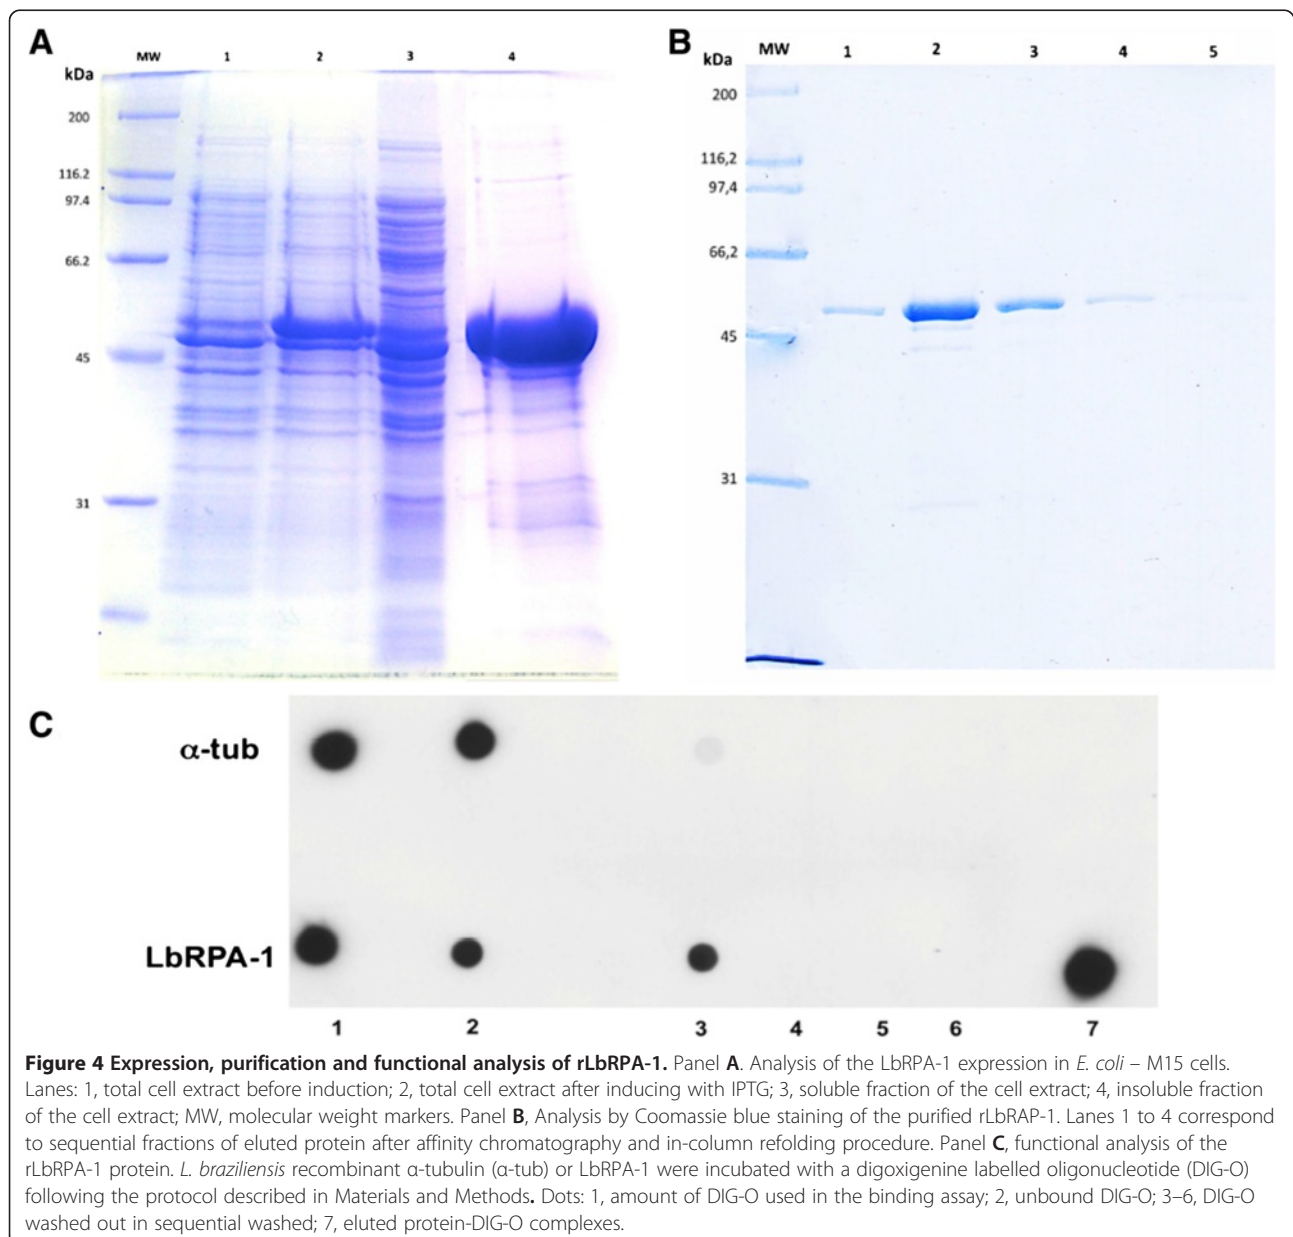 A
MW 1 2 3 4
kDa
200
116.2
97.4
66.2
45
31
B
MW 1 2 3 4 5
kDa
200
116,2
97,4
66,2
45
31
C
α-tub
LbRPA-1
1 2 3 4 5 6 7
Figure 4 Expression, purification and functional analysis of rLbRPA-1. Panel A. Analysis of the LbRPA-1 expression in E. coli – M15 cells.
Lanes: 1, total cell extract before induction; 2, total cell extract after inducing with IPTG; 3, soluble fraction of the cell extract; 4, insoluble fraction
of the cell extract; MW, molecular weight markers. Panel B, Analysis by Coomassie blue staining of the purified rLbRAP-1. Lanes 1 to 4 correspond
to sequential fractions of eluted protein after affinity chromatography and in-column refolding procedure. Panel C, functional analysis of the
rLbRPA-1 protein. L. braziliensis recombinant α-tubulin (α-tub) or LbRPA-1 were incubated with a digoxigenine labelled oligonucleotide (DIG-O)
following the protocol described in Materials and Methods. Dots: 1, amount of DIG-O used in the binding assay; 2, unbound DIG-O; 3–6, DIG-O
washed out in sequential washed; 7, eluted protein-DIG-O complexes.